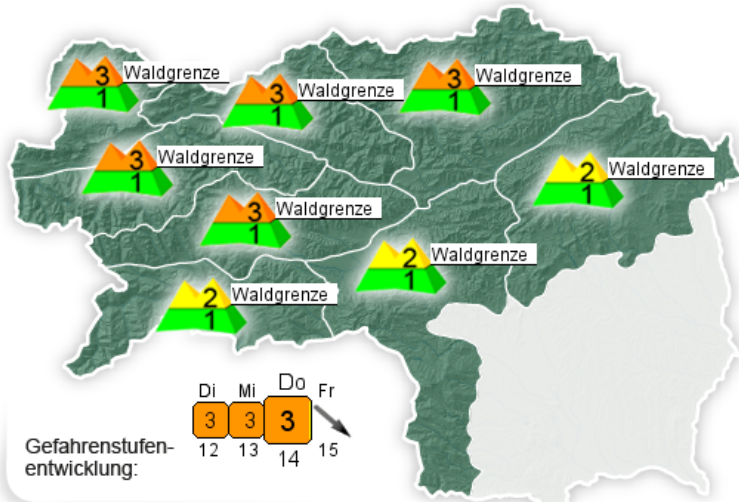 3 Waldgrenze
1
3 Waldgrenze
1
3 Waldgrenze
1
3 Waldgrenze
1
2 Waldgrenze
1
3 Waldgrenze
1
2 Waldgrenze
1
2 Waldgrenze
1
Di Mi Do Fr
3 3 3
12 13 14 15
Gefahrenstufen-
entwicklung: